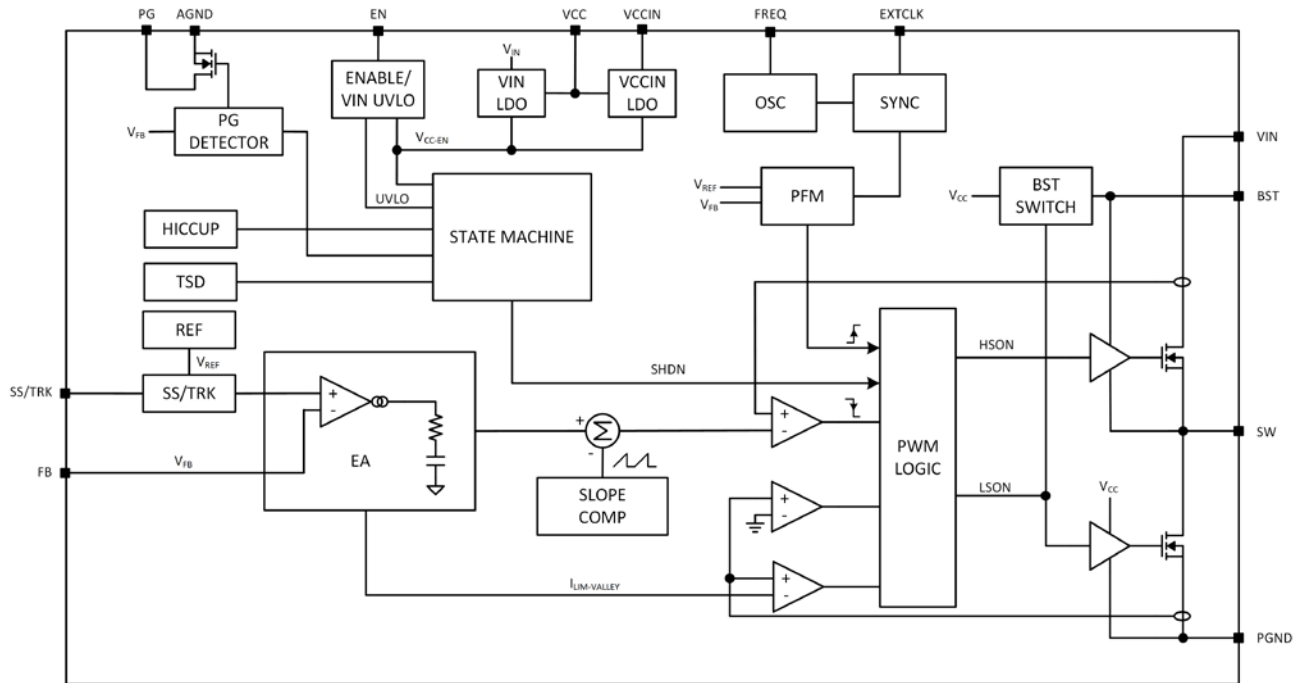 PG AGND EN VCC VCCIN FREQ EXTCLK
V_IN
ENABLE/
VIN UVLO
VIN
LDO
VCCIN
LDO
OSC
SYNC
PG
DETECTOR
V_FB
V_CC-EN
VIN
UVLO
STATE MACHINE
V_REF
V_FB
PFM
V_CC
BST
SWITCH
BST
HICCUP
TSD
REF
V_REF
SS/TRK
SS/TRK
+
-
EA
FB
V_FB
SHDN
+
Σ
-
SLOPE
COMP
+
-
+
-
+
-
I_LIM-VALLEY
PWM
LOGIC
HSON
LSON
SW
V_CC
PGND